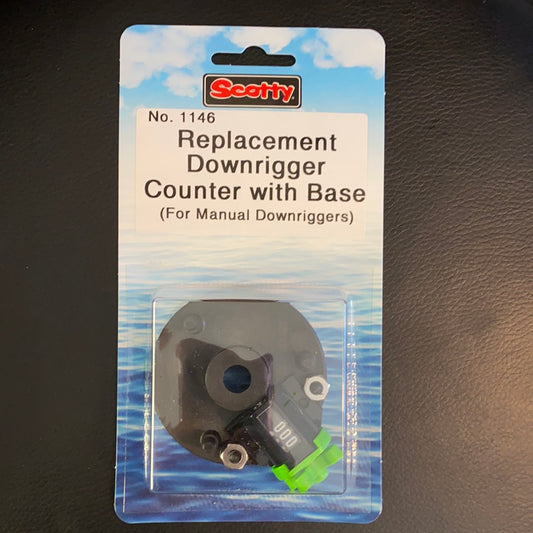 Scotty
No. 1146
Replacement
Downrigger
Counter with Base
(For Manual Downriggers)
000